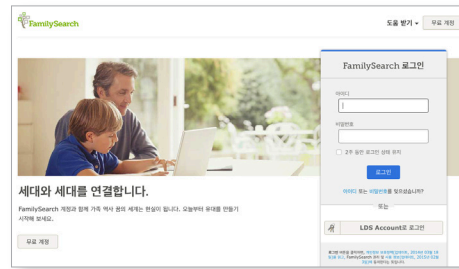 FamilySearch
도움 받기
무료 계정
FamilySearch 로그인
아이디
비밀번호
2주 동안 로그인 상태 유지
로그인
아이디 또는 비밀번호를 잊으셨습니까?
또는
LDS Account로 로그인
세대와 세대를 연결합니다.
FamilySearch 계정과 함께 가족 역사 꿈의 세계는 현실이 됩니다. 오늘부터 유대를 만들기
시작해 보세요.
무료 계정